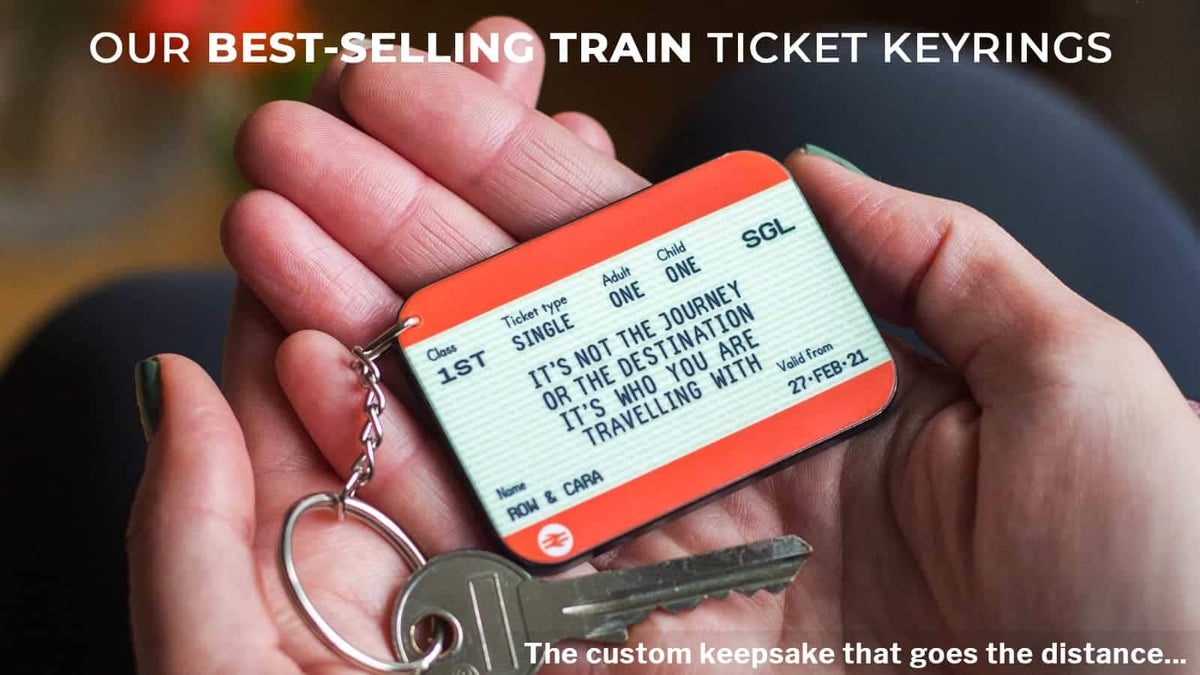 OUR BEST-SELLING TRAIN TICKET KEYRINGS
Class
1ST
Ticket type
SINGLE
Adult
ONE
Child
ONE
SGL
IT'S NOT THE JOURNEY
OR THE DESTINATION
IT'S WHO YOU ARE
TRAVELLING WITH
Valid from
27·FEB·21
Name
ROW & CARA
The custom keepsake that goes the distance...